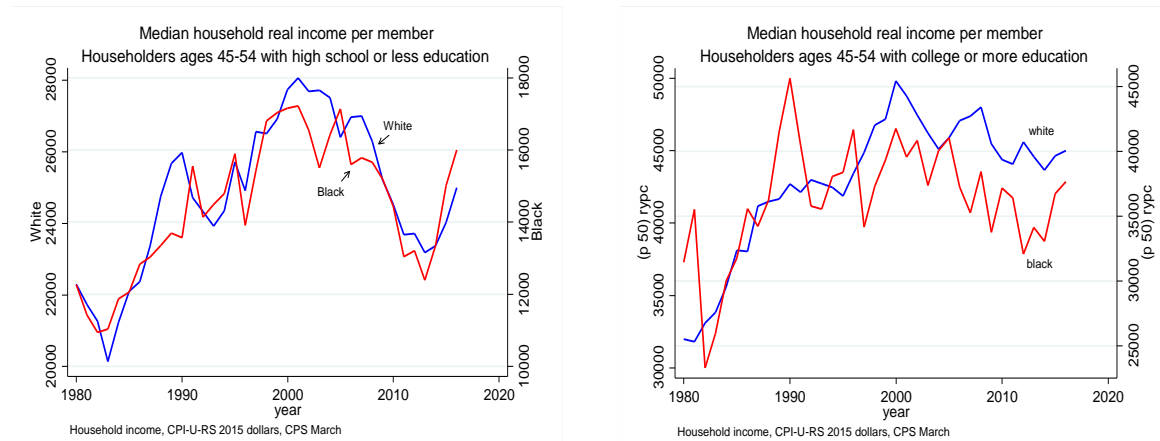 Median household real income per member
Householders ages 45-54 with high school or less education
White
20000 22000 24000 26000 28000
Black
10000 12000 14000 16000 18000
White
Black
1980 1990 2000 2010 2020
year
Household income, CPI-U-RS 2015 dollars, CPS March
Median household real income per member
Householders ages 45-54 with college or more education
(p 50) rypc
30000 35000 40000 45000 50000
(p 50) rypc
25000 30000 35000 40000 45000
white
black
1980 1990 2000 2010 2020
year
Household income, CPI-U-RS 2015 dollars, CPS March